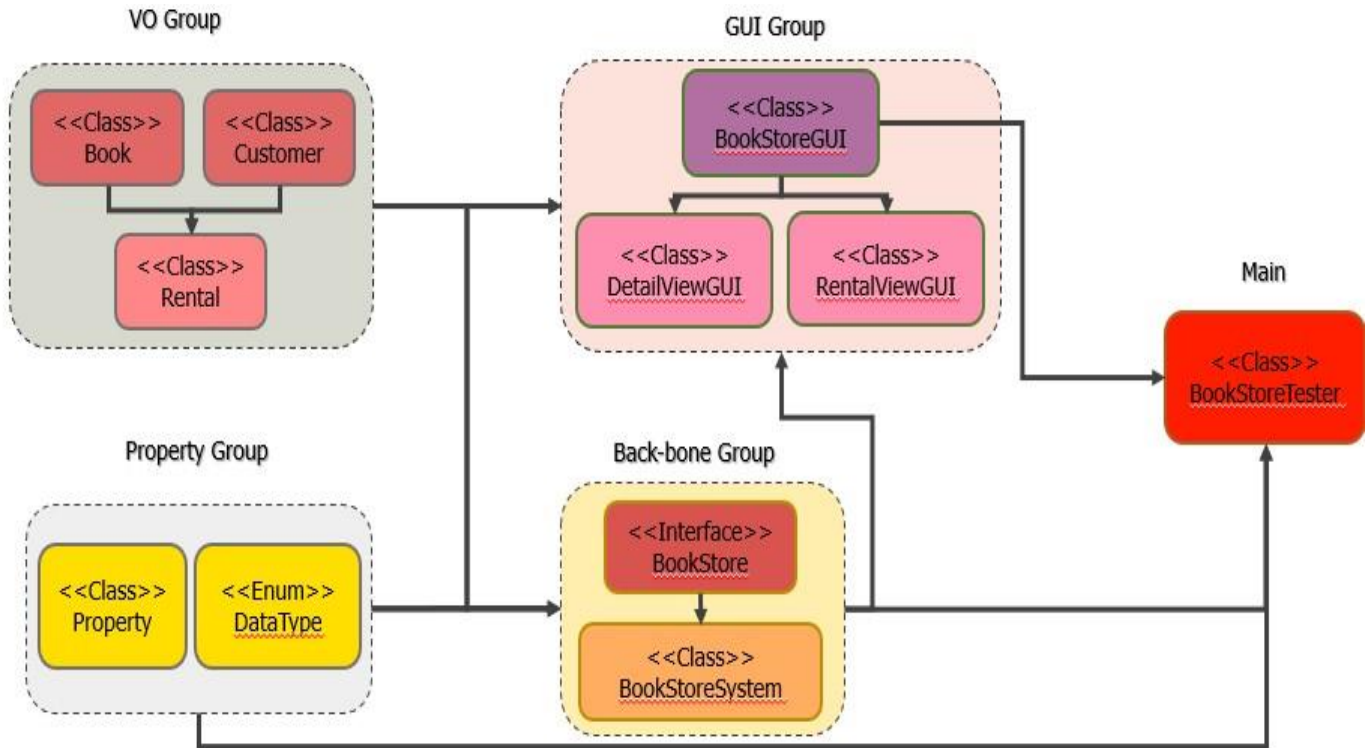 VO Group
<<Class>>
Book
<<Class>>
Customer
<<Class>>
Rental
GUI Group
<<Class>>
BookStoreGUI
<<Class>>
DetailViewGUI
<<Class>>
RentalViewGUI
Main
<<Class>>
BookStoreTester
Property Group
<<Class>>
Property
<<Enum>>
DataType
Back-bone Group
<<Interface>>
BookStore
<<Class>>
BookStoreSystem